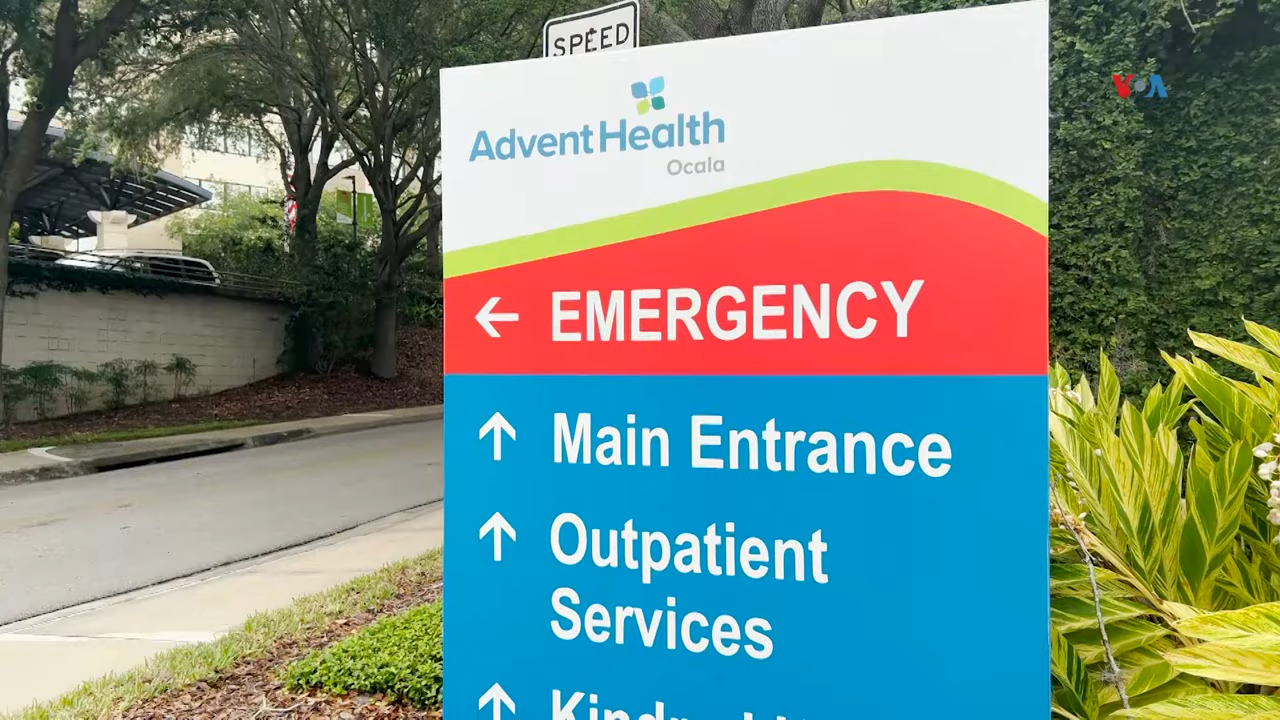 SPEED
VOA
AdventHealth
Ocala
← EMERGENCY
↑ Main Entrance
↑ Outpatient
Services